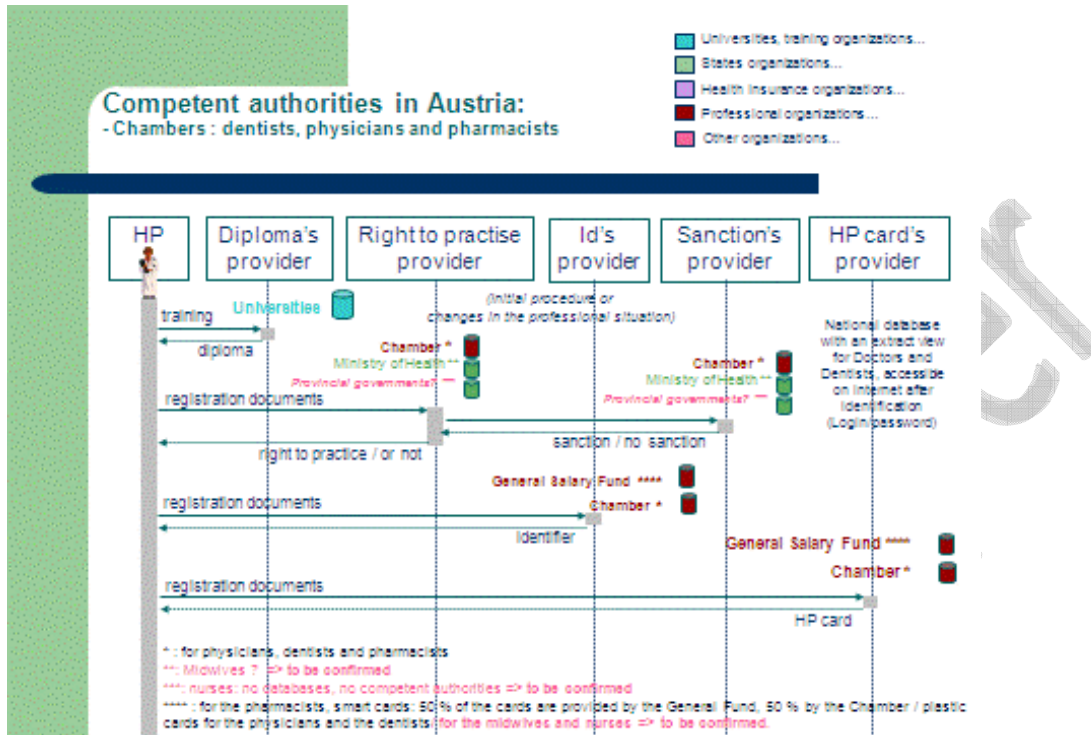 Universities, training organizations...
States organizations...
Health Insurance organizations...
Professional organizations...
Other organizations...
Competent authorities in Austria:
- Chambers : dentists, physicians and pharmacists
HP
Diploma's
provider
Right to practise
provider
Id's
provider
Sanction's
provider
HP card's
provider
Universities
(Initial procedure or
changes in the professional situation)
training
diploma
Chamber *
Ministry of Health **
Provincial governments? ***
Chamber *
Ministry of Health **
Provincial governments? ***
National database
with an extract view
for Doctors and
Dentists, accessible
on Internet after
Identification
(Login/password)
registration documents
sanction / no sanction
right to practice / or not
General Salary Fund ****
Chamber *
registration documents
Identifier
General Salary Fund ****
Chamber *
registration documents
HP card
* : for physicians, dentists and pharmacists
**: Midwives ? => to be confirmed
***: nurses: no databases, no competent authorities => to be confirmed
**** : for the pharmacists, smart cards: 50 % of the cards are provided by the General Fund, 50 % by the Chamber / plastic
cards for the physicians and the dentists, for the midwives and nurses => to be confirmed.